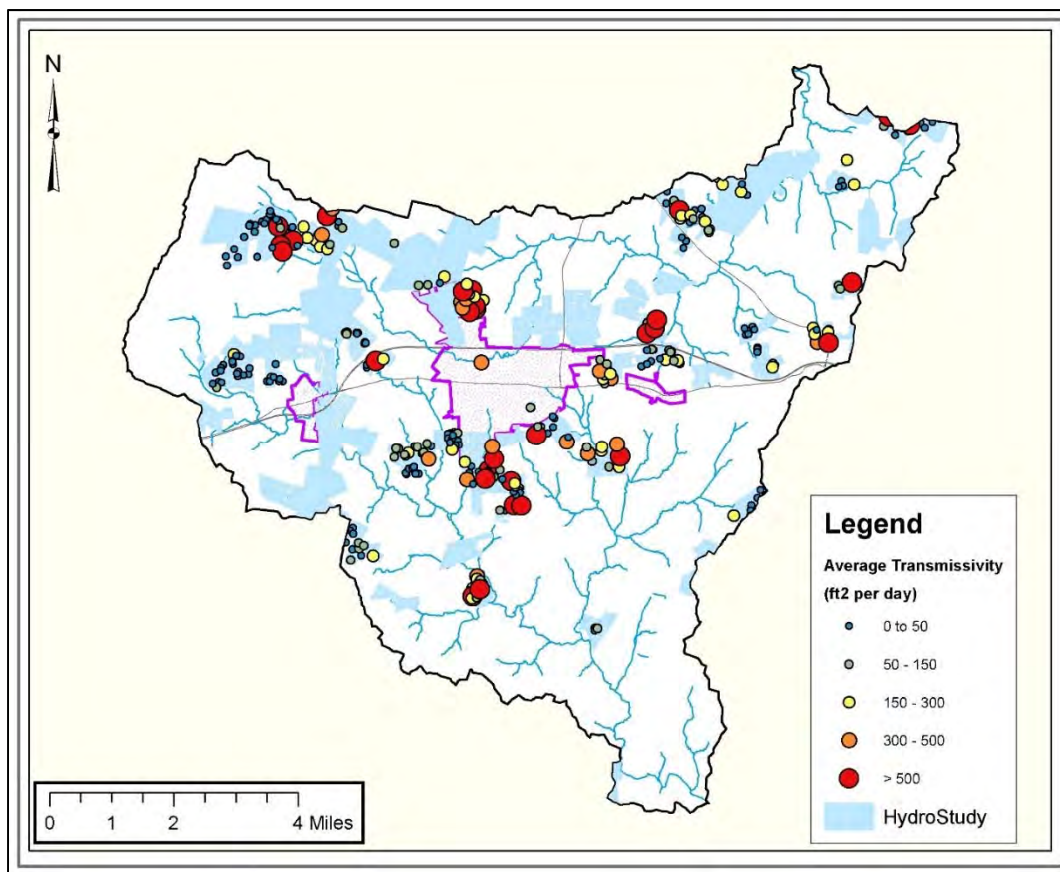 N
Legend
Average Transmissivity
(ft2 per day)
0 to 50
50 - 150
150 - 300
300 - 500
> 500
HydroStudy
0 1 2 4 Miles